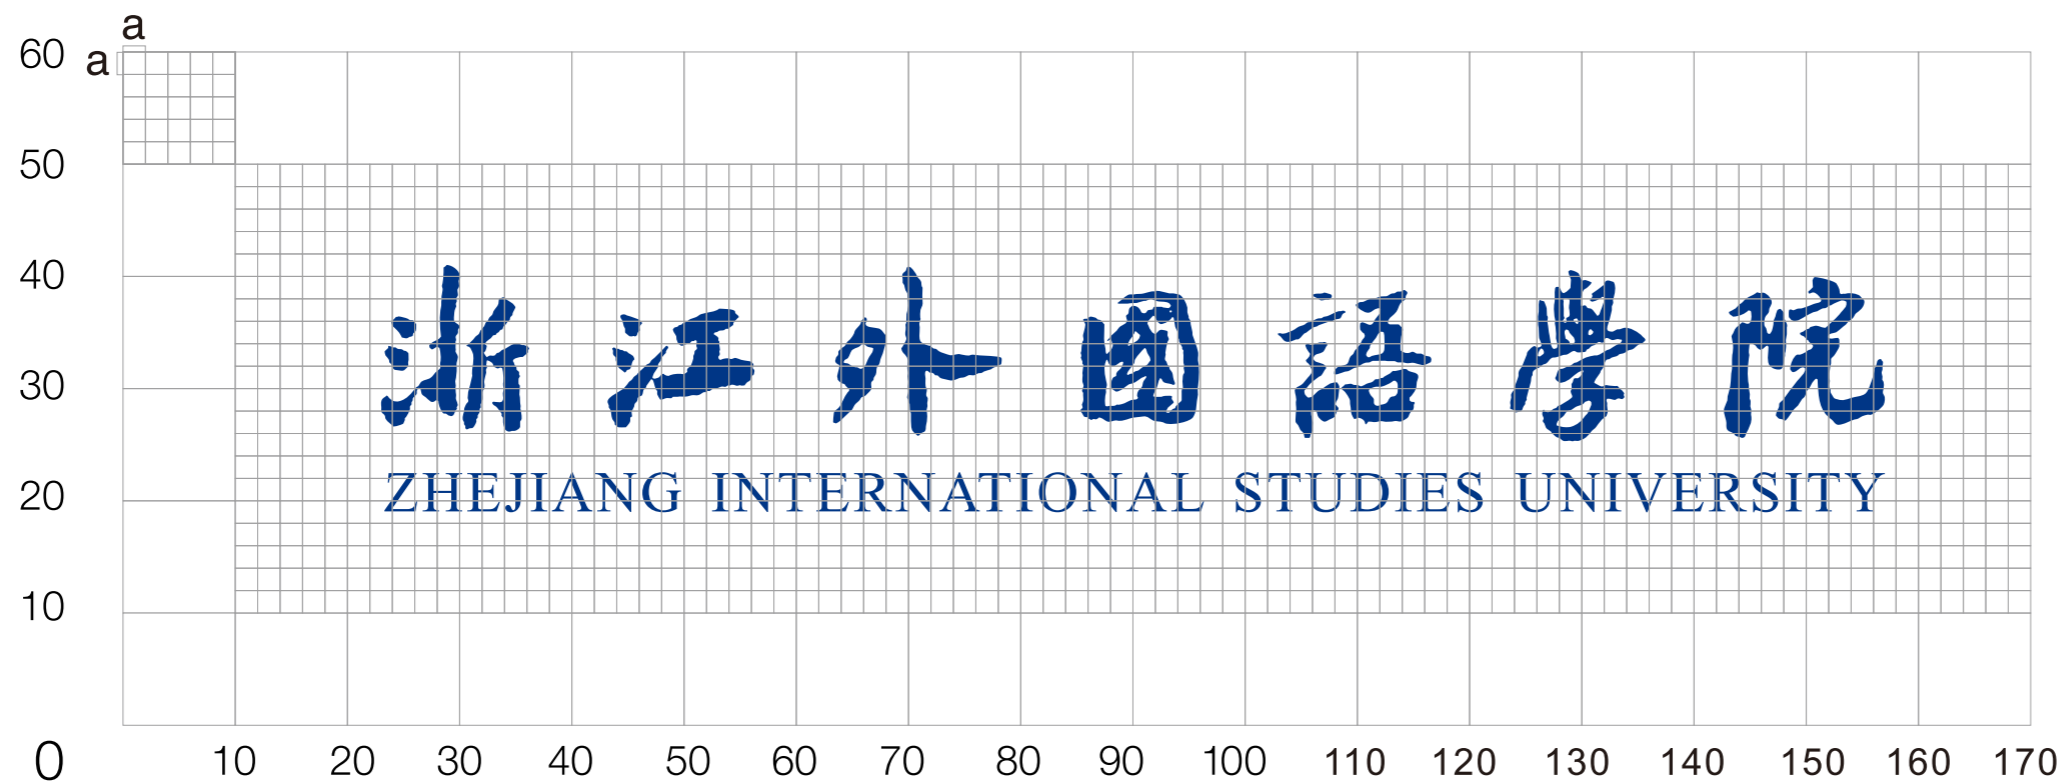 a
60 a
50
40
浙江外國語學院
30
ZHEJIANG INTERNATIONAL STUDIES UNIVERSITY
20
10
0 10 20 30 40 50 60 70 80 90 100 110 120 130 140 150 160 170